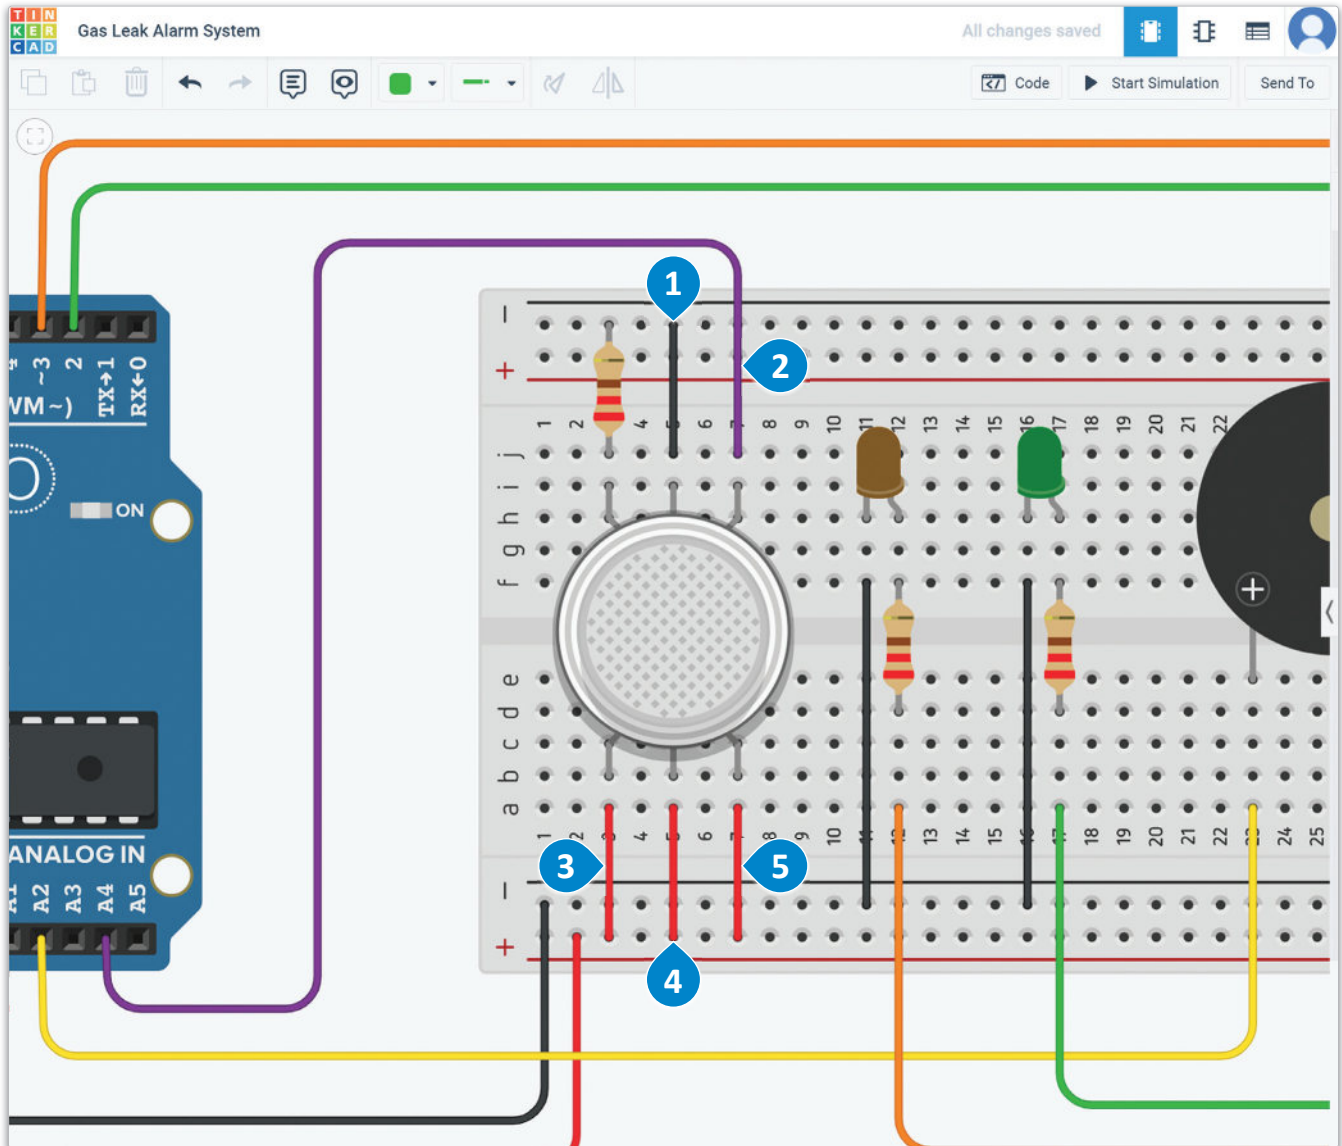 TIN
KER
CAD
Gas Leak Alarm System
All changes saved
Code
Start Simulation
Send To
~3
2
TX→1
RX←0
WM ~)
ON
ANALOG IN
A1
A2
A3
A4
A5
1
2
3
4
5
−
+
1 2 4 6 8 9 10 11 12 13 14 15 16 17 18 19 20 21 22
j
i
h
g
f
e
d
c
b
a
1 2 3 4 5 6 7 8 9 10 11 12 13 14 15 16 17 18 19 20 21 22 23 24 25
−
+
+